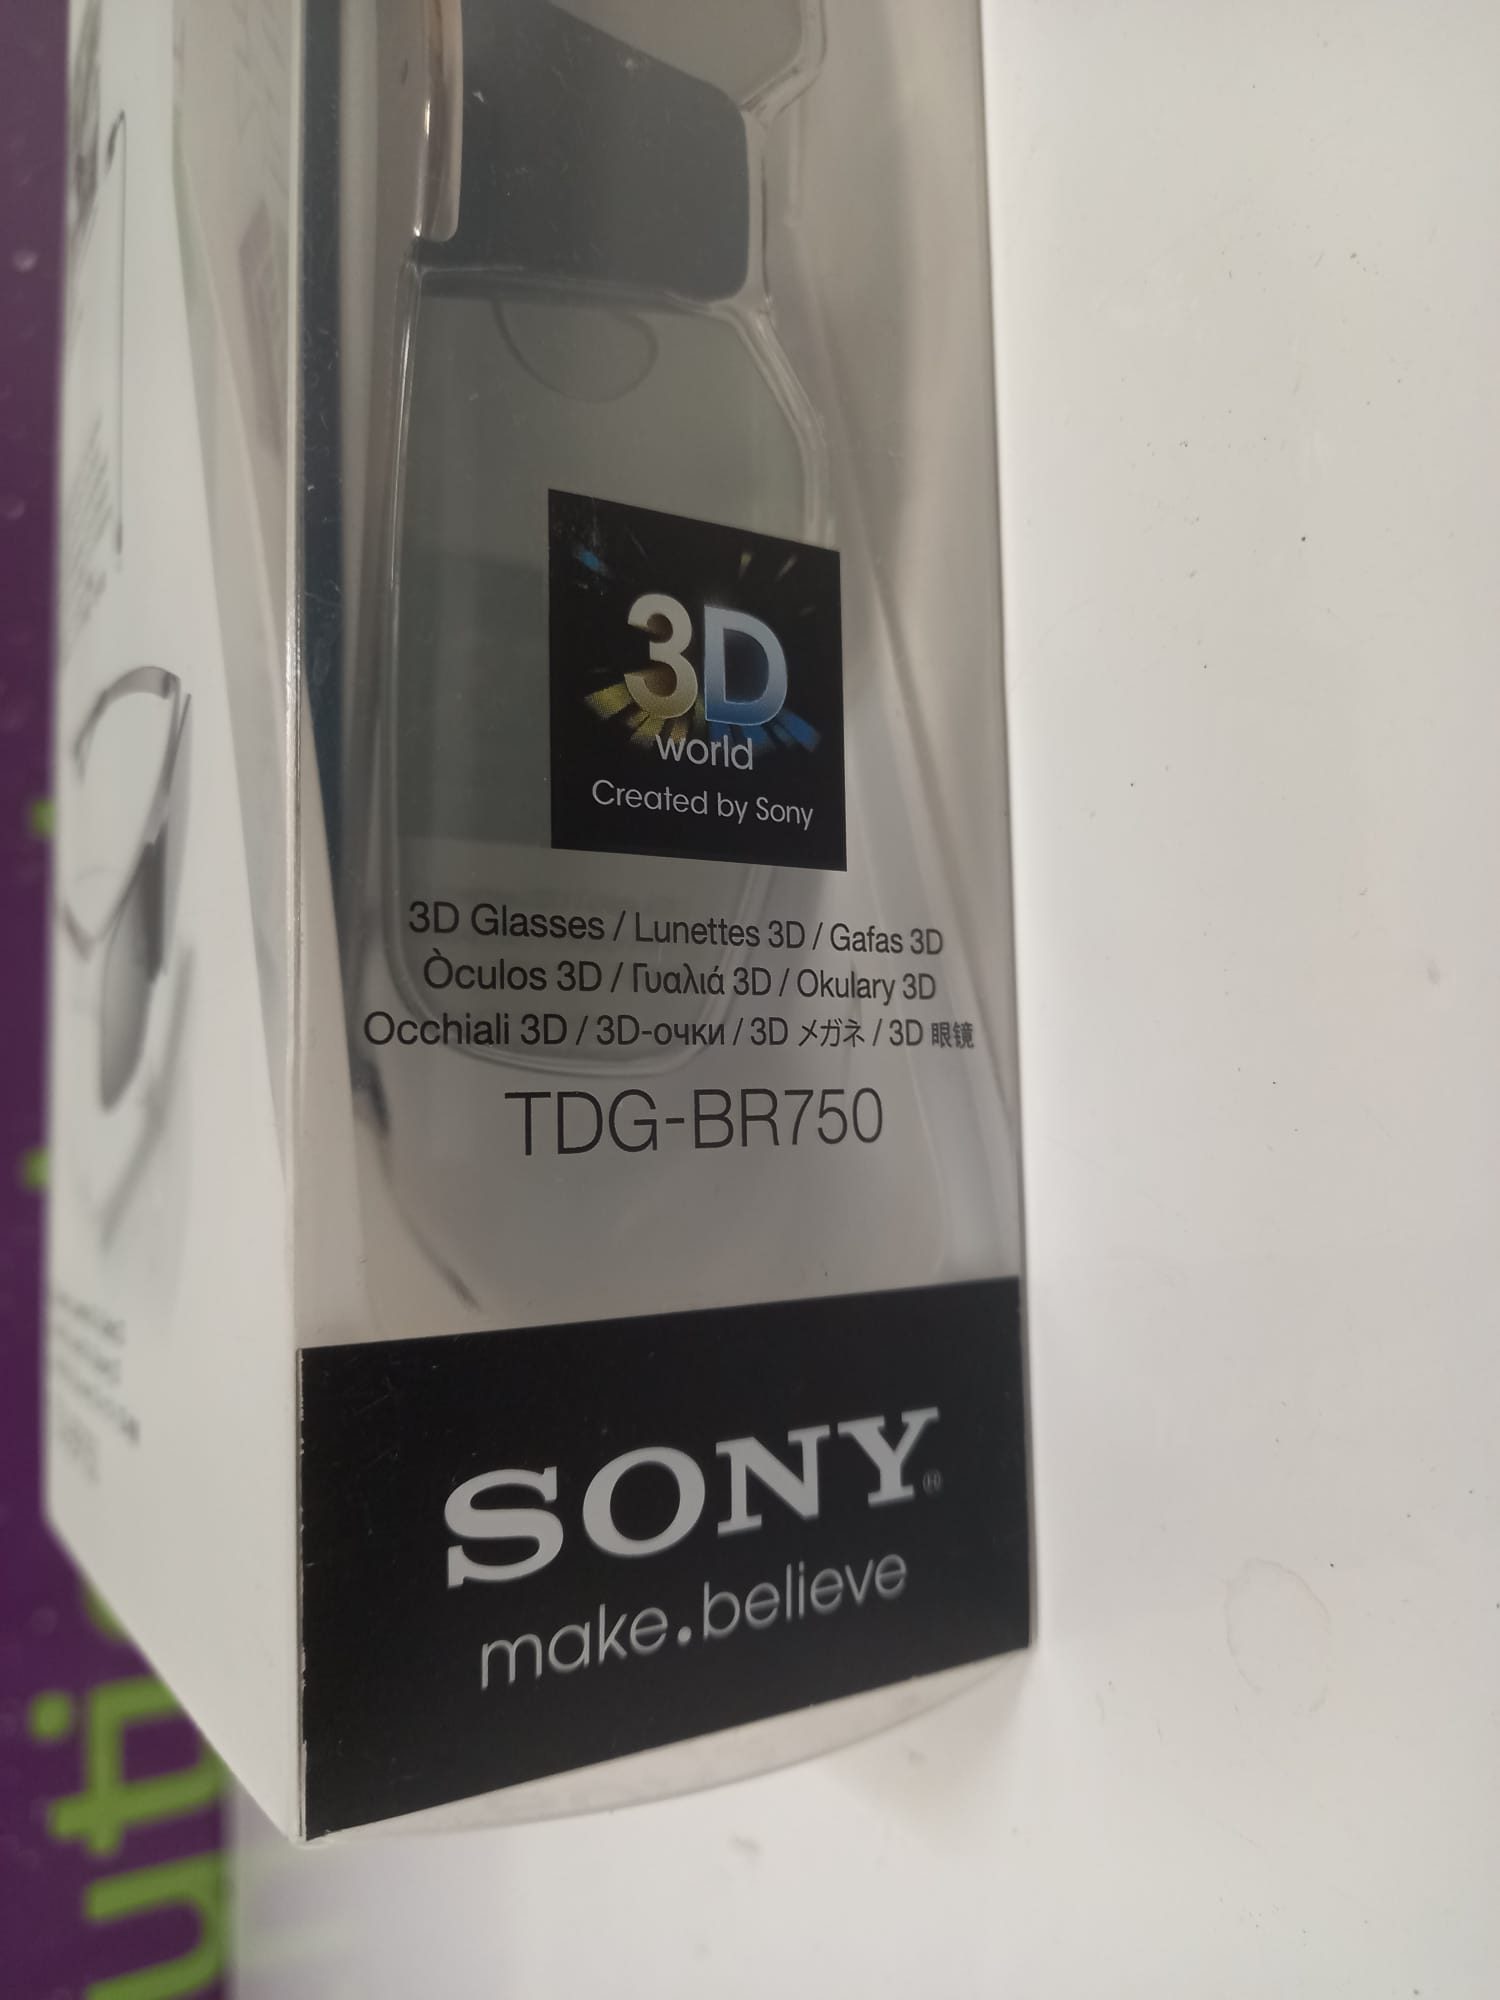 3D
world
Created by Sony
3D Glasses / Lunettes 3D / Gafas 3D
Òculos 3D / Γυαλιά 3D / Okulary 3D
Occhiali 3D / 3D-очки / 3D メガネ / 3D 眼镜
TDG-BR750
SONY®
make.believe